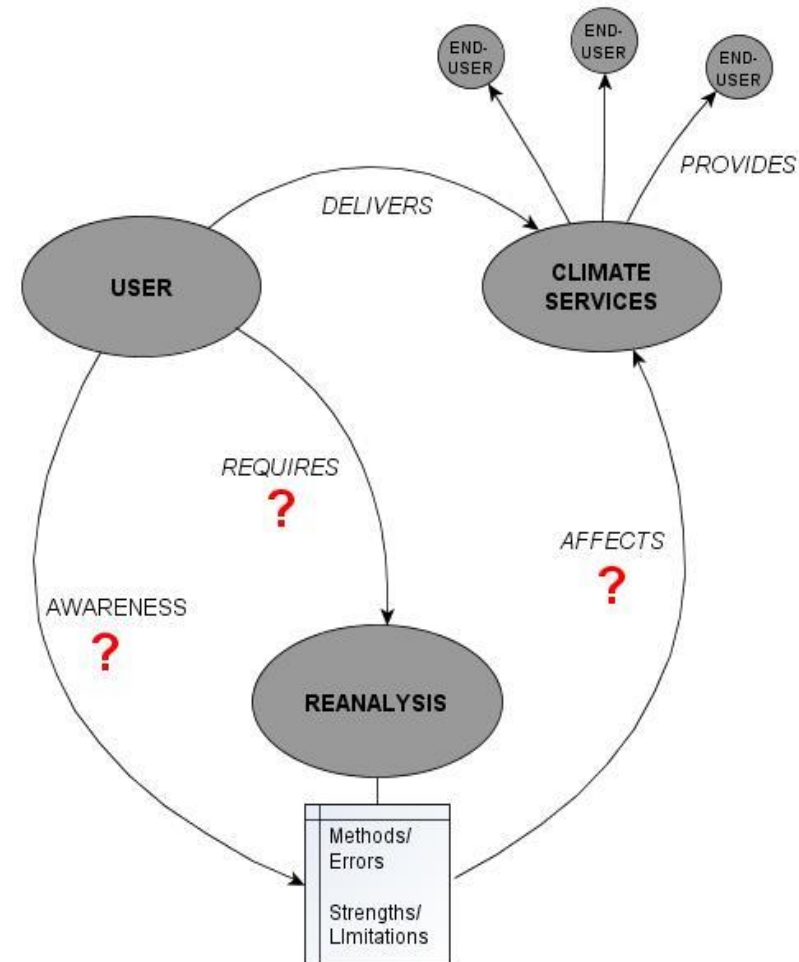 END-
USER
END-
USER
END-
USER
PROVIDES
DELIVERS
USER
CLIMATE
SERVICES
REQUIRES
?
AFFECTS
?
AWARENESS
?
REANALYSIS
Methods/
Errors
Strengths/
LImitations